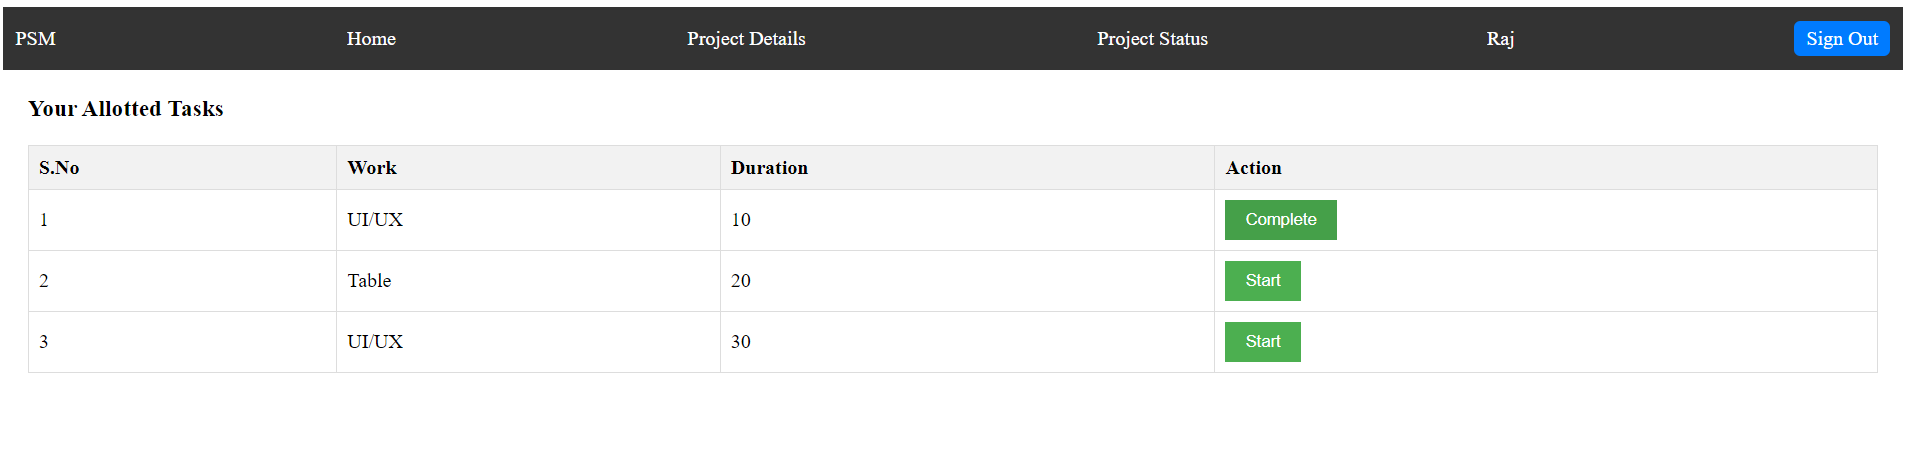 PSM Home Project Details Project Status Raj Sign Out
Your Allotted Tasks
S.No Work Duration Action
1 UI/UX 10 Complete
2 Table 20 Start
3 UI/UX 30 Start